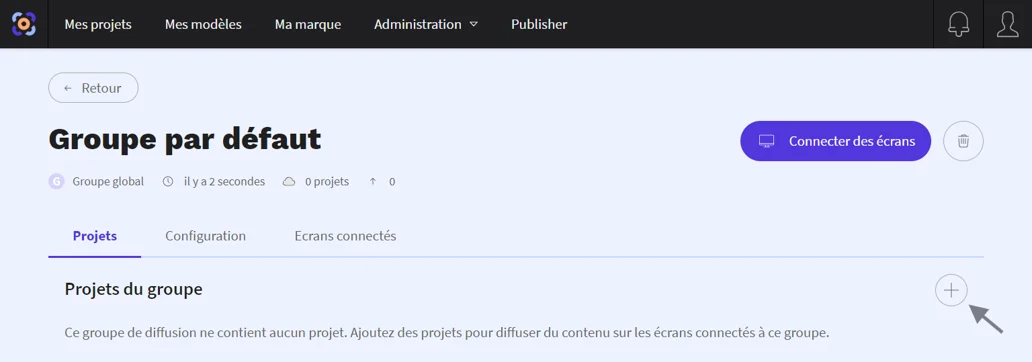 Mes projets Mes modèles Ma marque Administration Publisher
← Retour
Groupe par défaut
Connecter des écrans
G Groupe global il y a 2 secondes 0 projets ↑ 0
Projets Configuration Ecrans connectés
Projets du groupe
Ce groupe de diffusion ne contient aucun projet. Ajoutez des projets pour diffuser du contenu sur les écrans connectés à ce groupe.